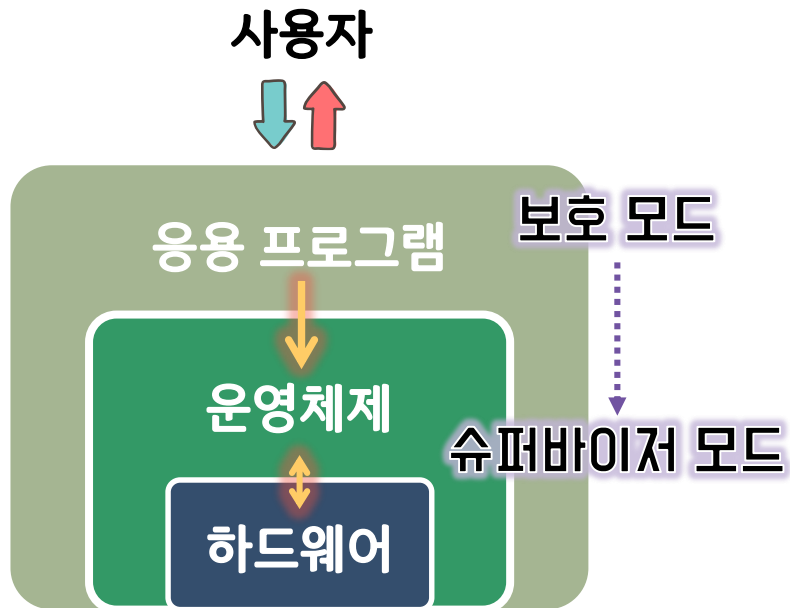 사용자
응용 프로그램
보호 모드
운영체제
슈퍼바이저 모드
하드웨어